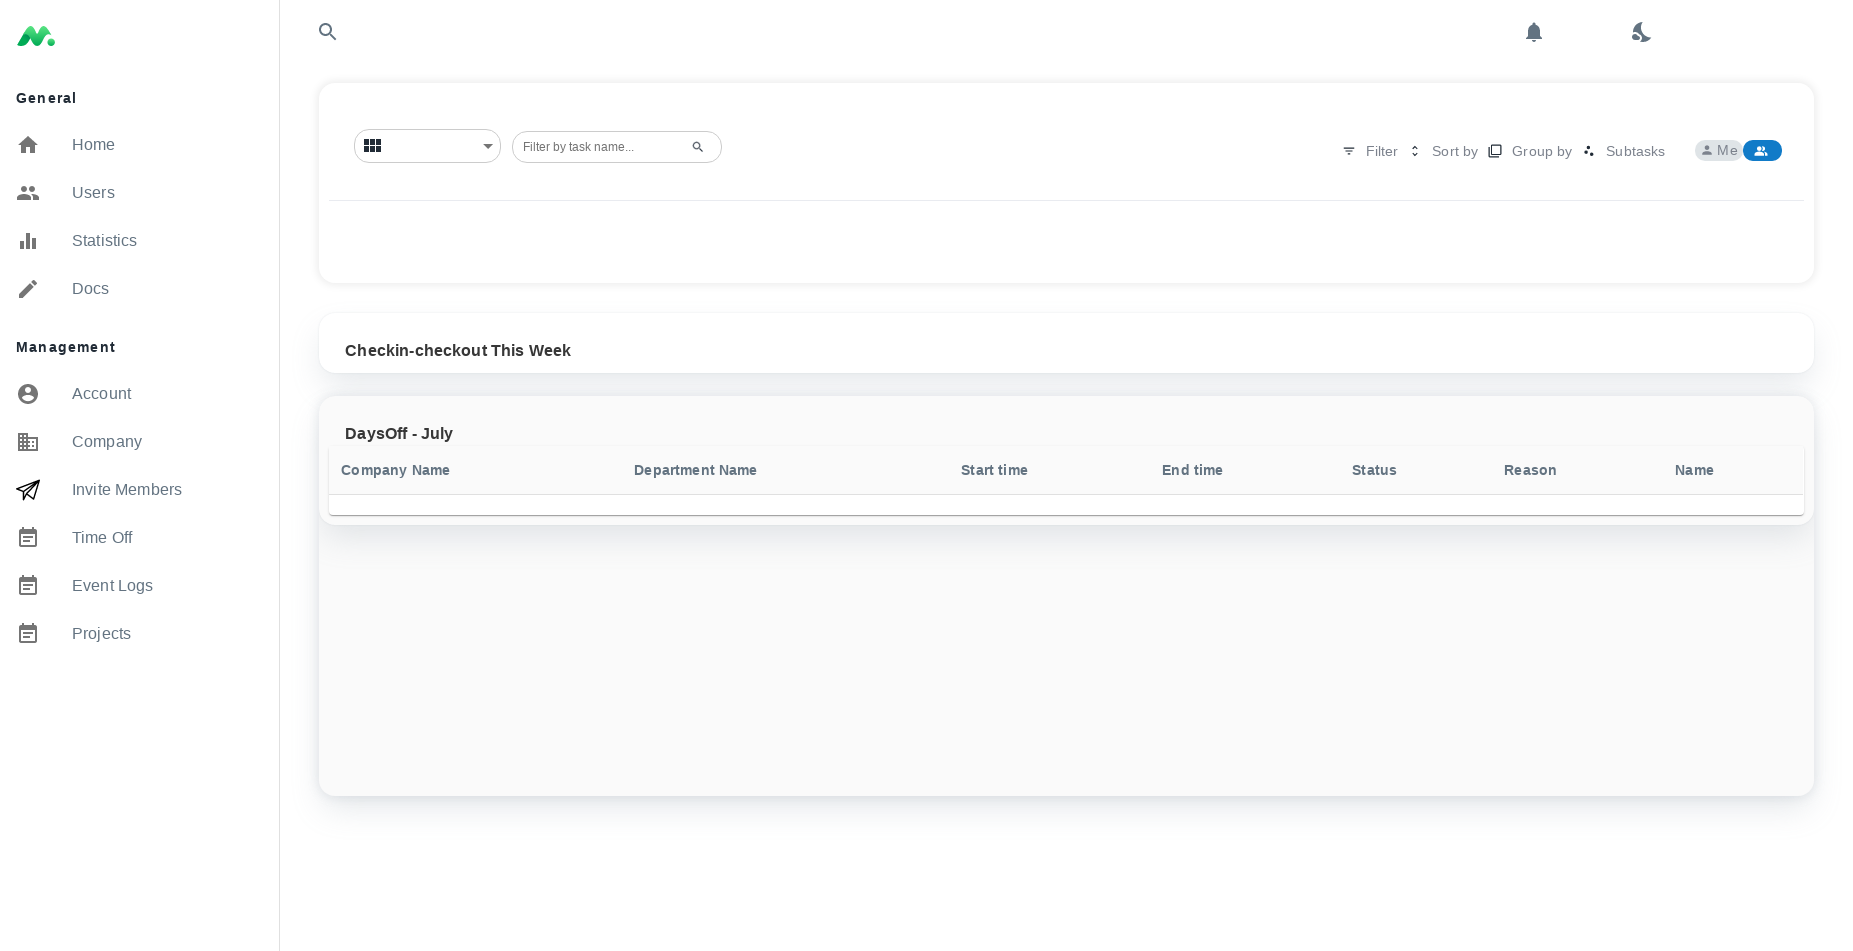 General
Home
Users
Statistics
Docs
Management
Account
Company
Invite Members
Time Off
Event Logs
Projects
Filter by task name...
Filter
Sort by
Group by
Subtasks
Me
Checkin-checkout This Week
DaysOff - July
Company Name Department Name Start time End time Status Reason Name